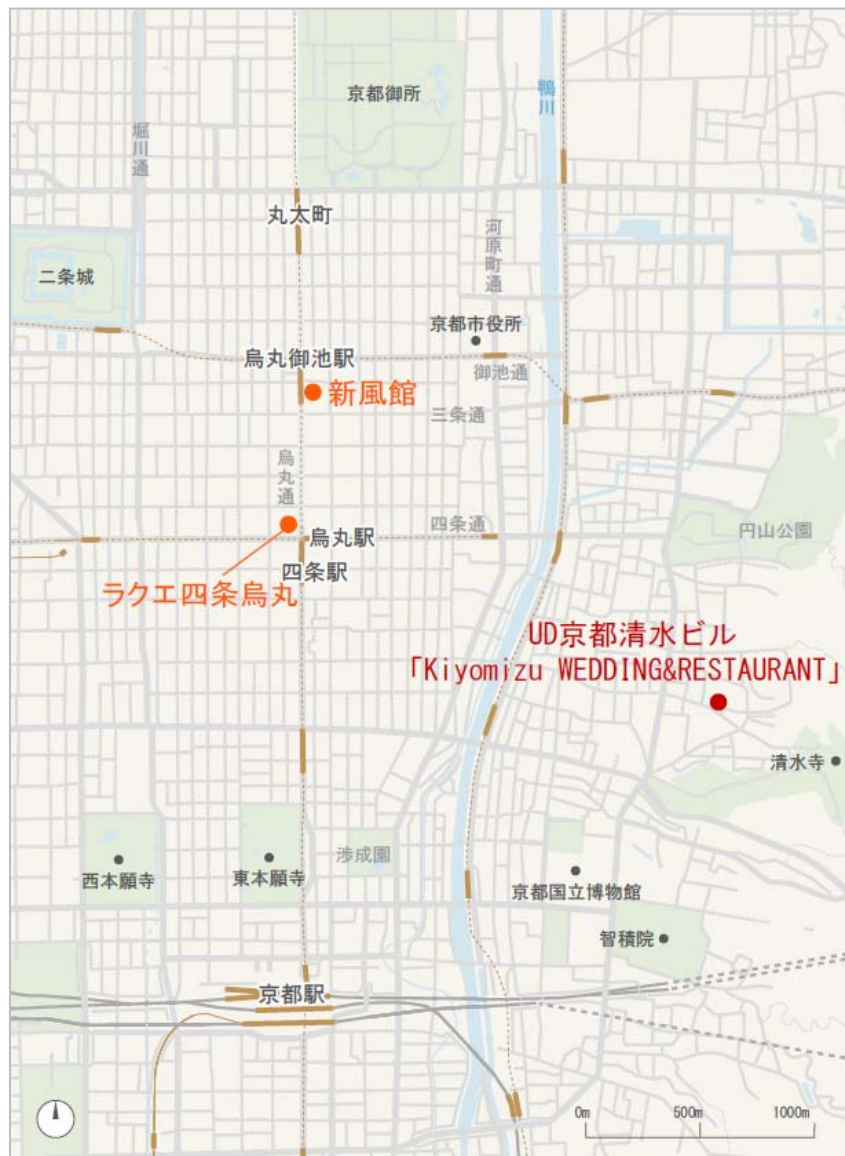 京都御所
鴨川
堀川通
丸太町
河原町通
二条城
京都市役所
烏丸御池駅
御池通
新風館
三条通
烏丸通
四条通
円山公園
烏丸駅
四条駅
ラクエ四条烏丸
UD京都清水ビル
「Kiyomizu WEDDING&RESTAURANT」
清水寺
渉成園
西本願寺
東本願寺
京都国立博物館
智積院
京都駅
0m 500m 1000m